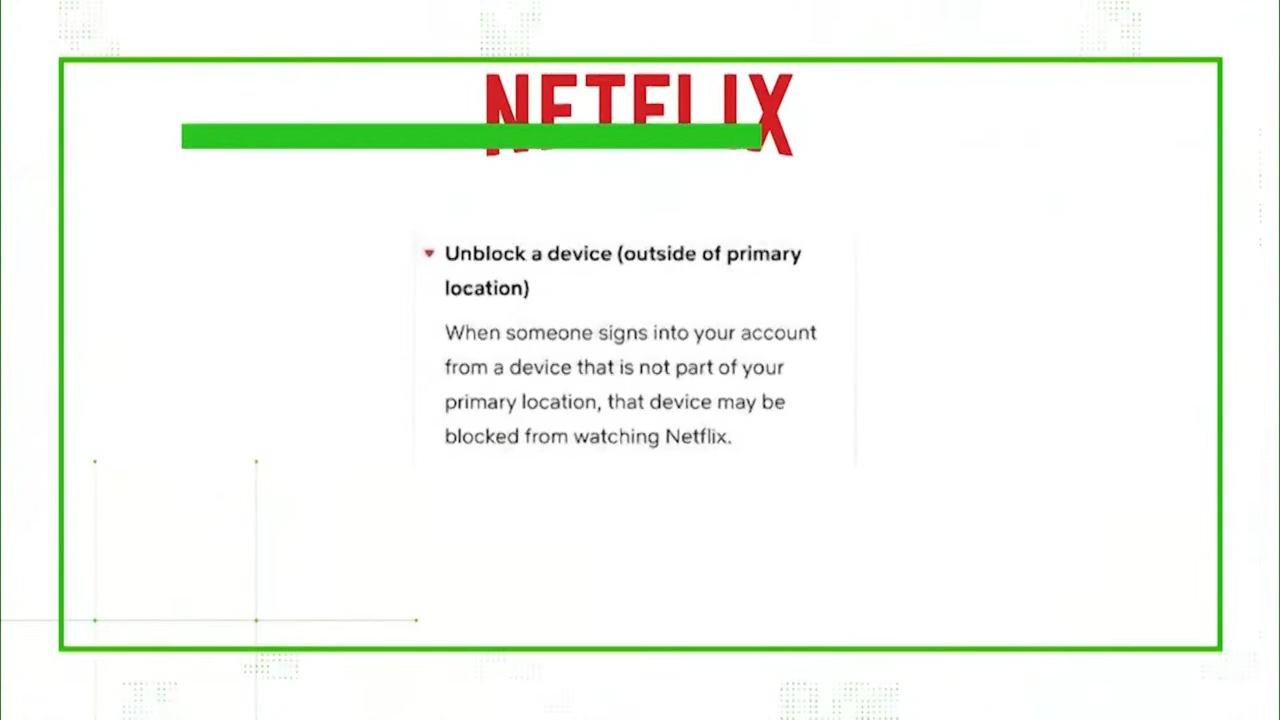 NETFLIX
Unblock a device (outside of primary
location)
When someone signs into your account
from a device that is not part of your
primary location, that device may be
blocked from watching Netflix.